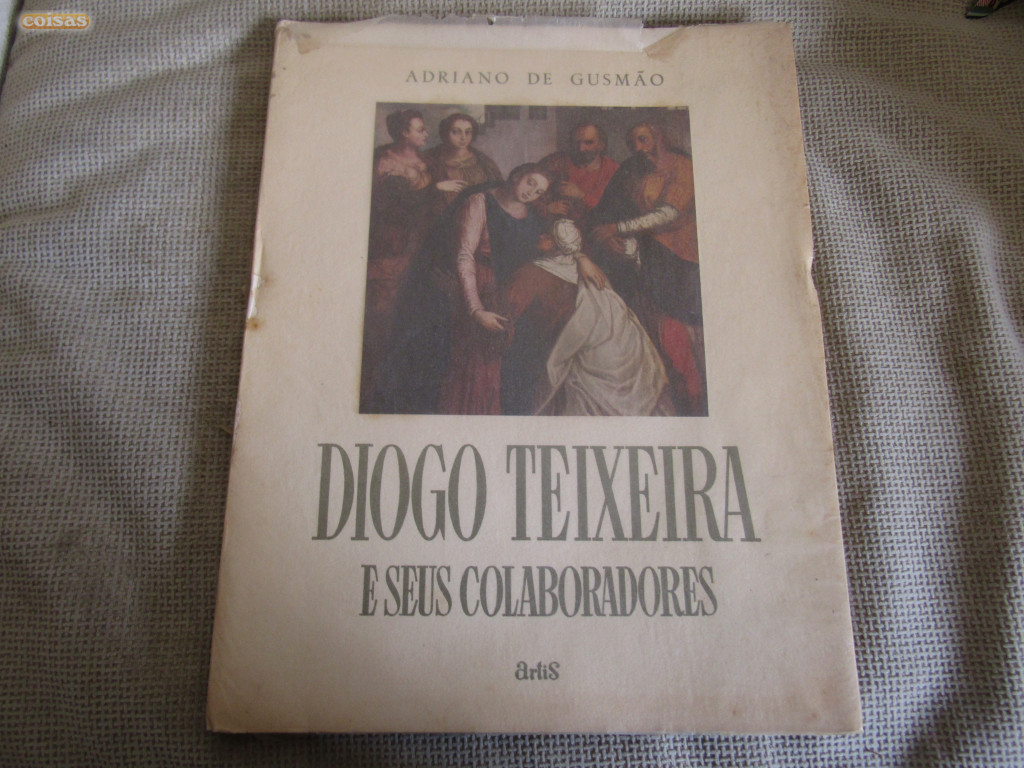 coisas
ADRIANO DE GUSMÃO
DIOGO TEIXEIRA
E SEUS COLABORADORES
artis